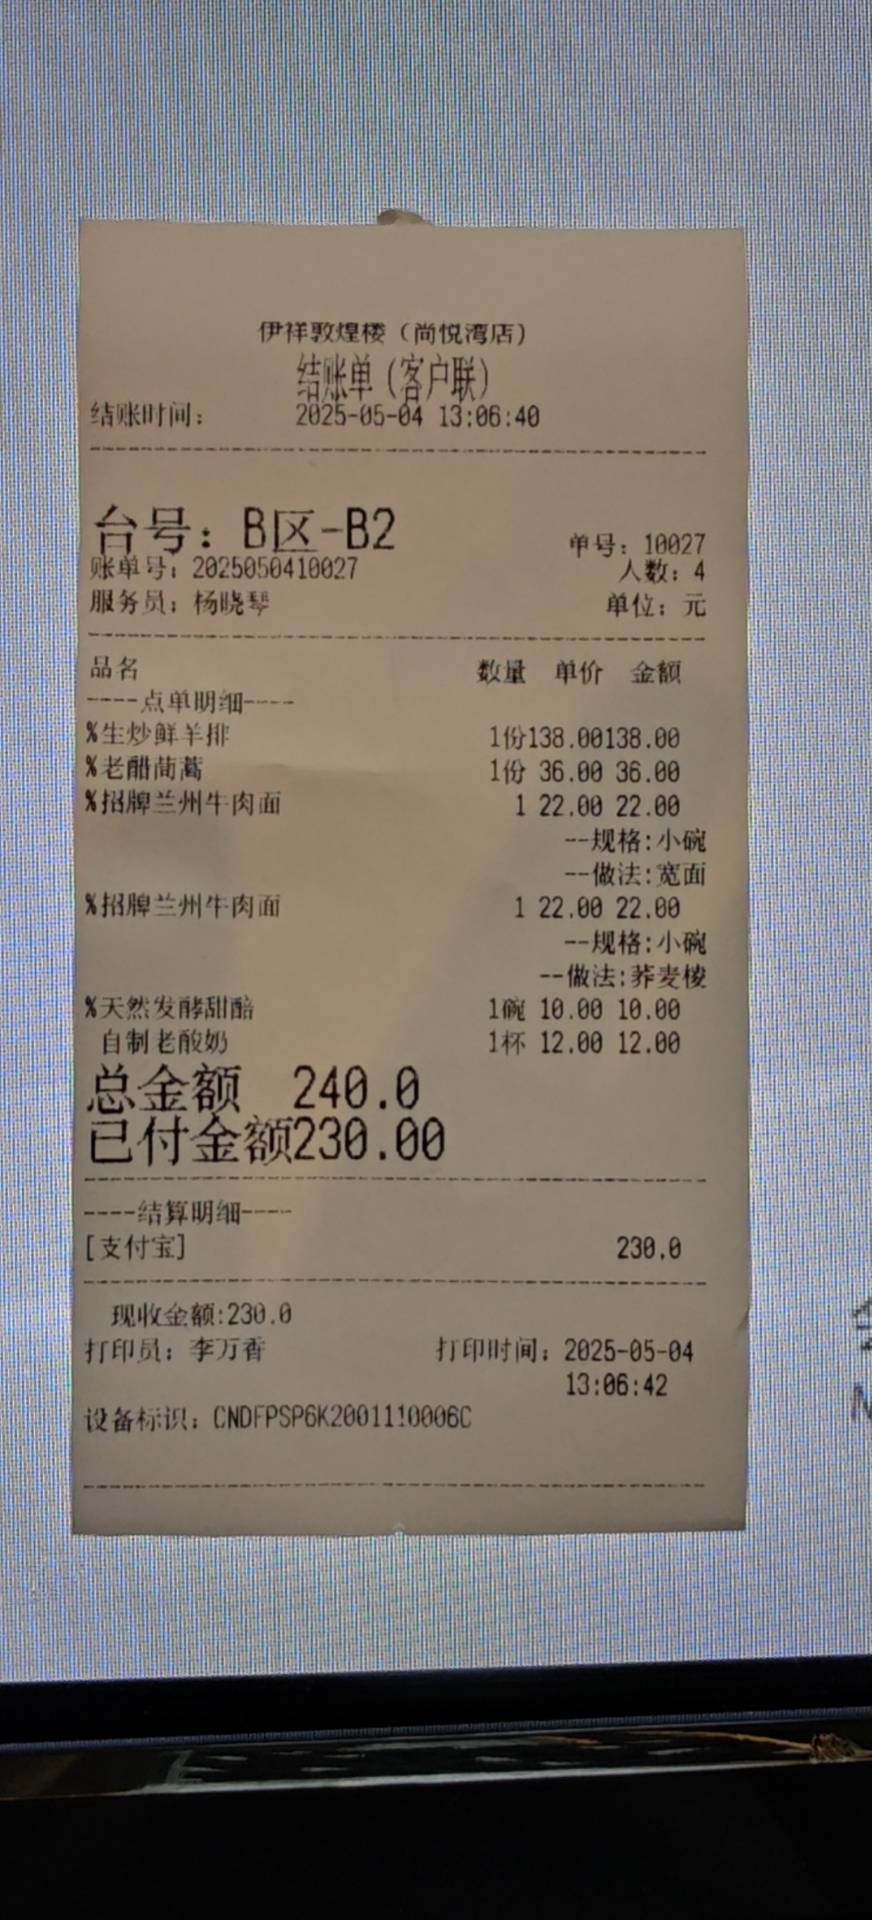 伊祥敦煌楼（尚悦湾店）
结账单（客户联）
结账时间： 2025-05-04 13:06:40
台号：B区-B2
单号：10027
账单号：2025050410027
人数：4
服务员：杨晓琴
单位：元
品名 数量 单价 金额
----点单明细----
%生炒鲜羊排 1份138.00138.00
%老醋茼蒿 1份 36.00 36.00
%招牌兰州牛肉面 1 22.00 22.00
--规格:小碗
--做法:宽面
%招牌兰州牛肉面 1 22.00 22.00
--规格:小碗
--做法:荞麦棱
%天然发酵甜醅 1碗 10.00 10.00
自制老酸奶 1杯 12.00 12.00
总金额 240.0
已付金额230.00
----结算明细----
[支付宝] 230.0
现收金额:230.0
打印员：李万香 打印时间：2025-05-04
13:06:42
设备标识：CNDFPSP6K2001110006C